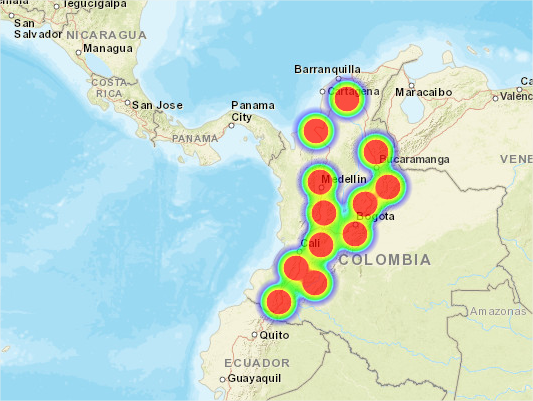 Tegucigalpa
San
Salvador
NICARAGUA
Managua
COSTA
RICA
San Jose
Panama
City
PANAMA
Barranquilla
Cartagena
Maracaibo
Valenc
Bucaramanga
VENE
Medellin
Bogota
Cali
COLOMBIA
Quito
ECUADOR
Guayaquil
Amazonas